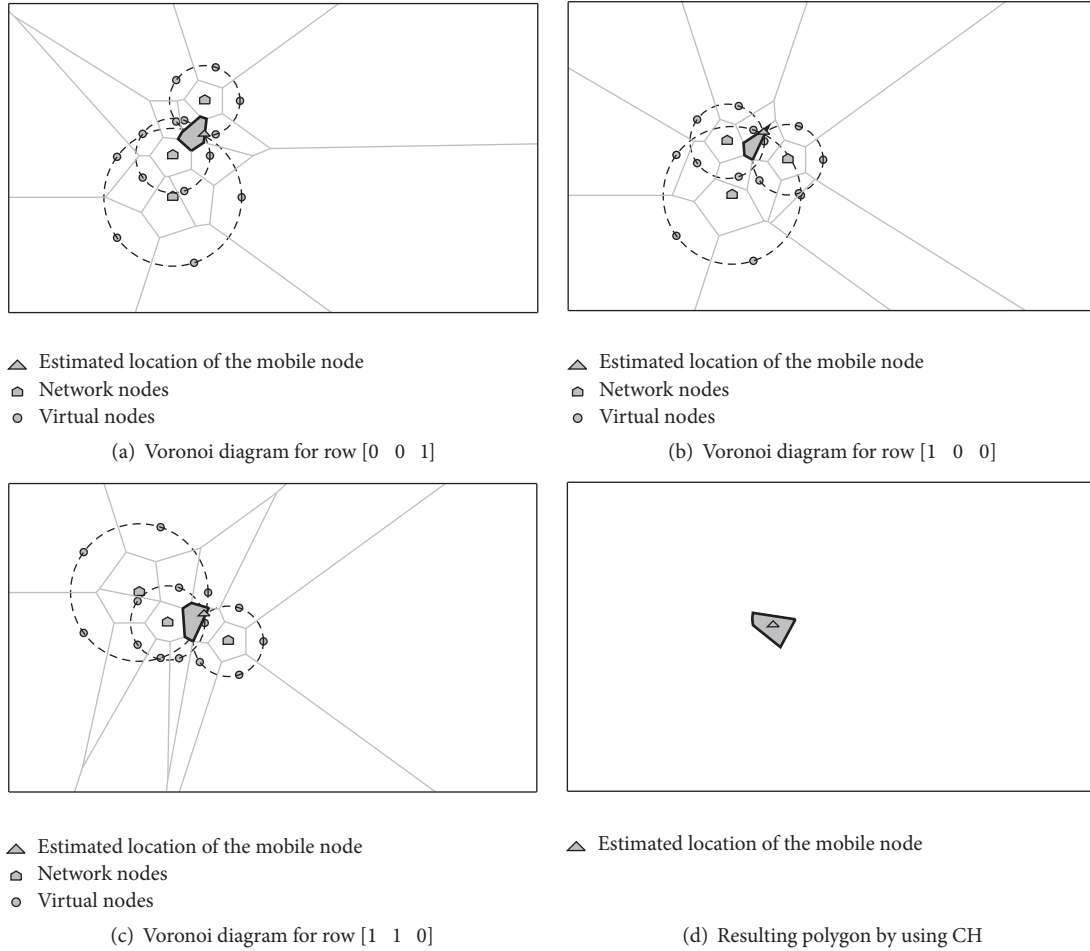 Estimated location of the mobile node
Network nodes
Virtual nodes
(a) Voronoi diagram for row [0 0 1]
Estimated location of the mobile node
Network nodes
Virtual nodes
(b) Voronoi diagram for row [1 0 0]
Estimated location of the mobile node
Network nodes
Virtual nodes
(c) Voronoi diagram for row [1 1 0]
Estimated location of the mobile node
(d) Resulting polygon by using CH